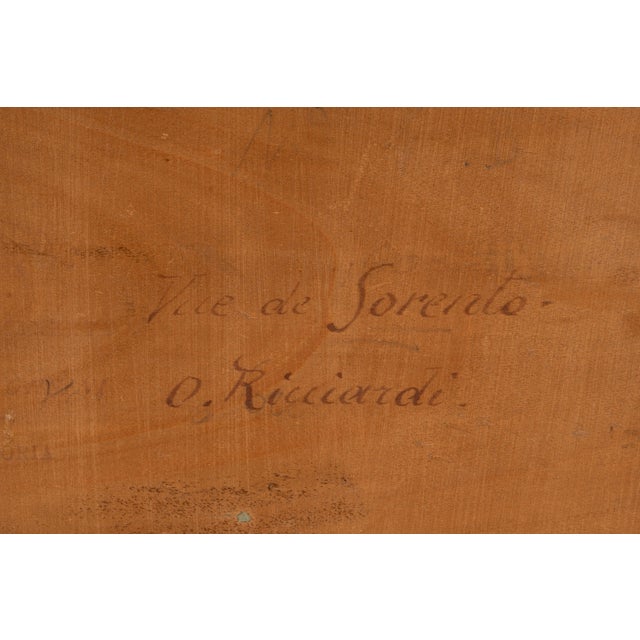 Vue de Sorento.
O. Ricciardi.